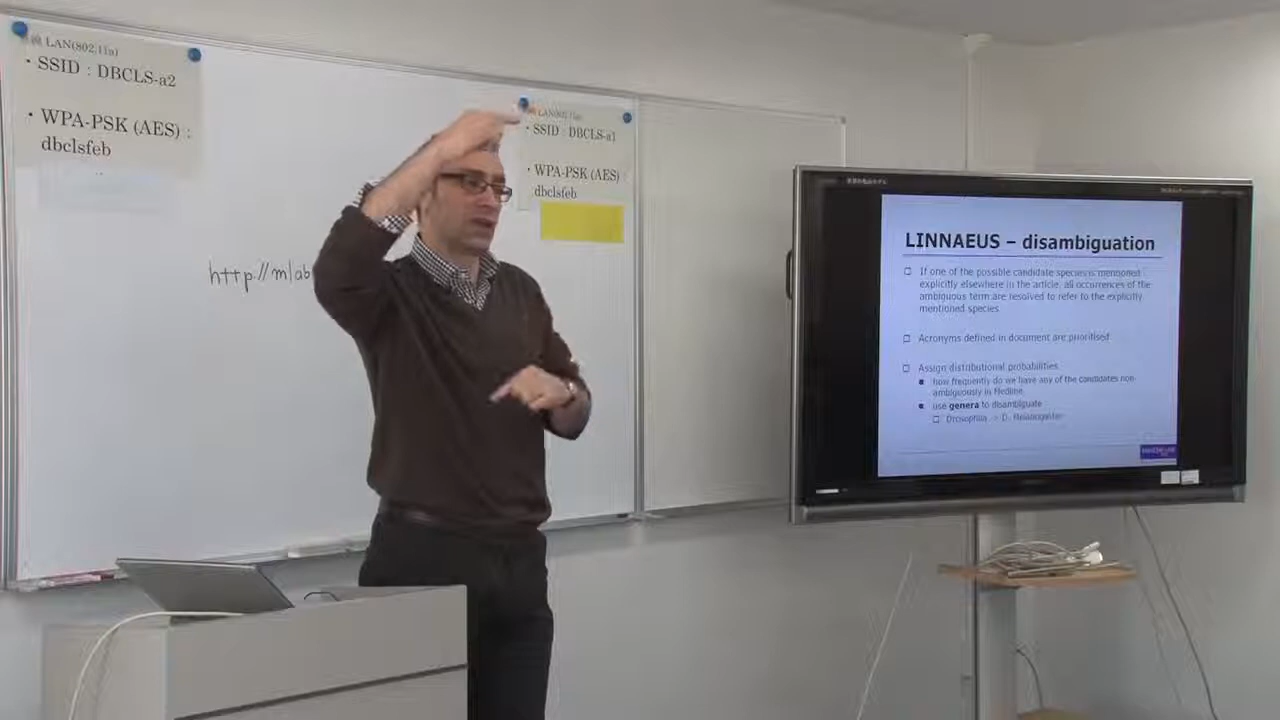 LAN(802.11a)
・SSID : DBCLS-a2
・WPA-PSK (AES) :
dbclsfeb
・SSID : DBCLS-a1
・WPA-PSK (AES) :
dbclsfeb
http://mlab
LINNAEUS – disambiguation
If one of the possible candidate species is mentioned
explicitly elsewhere in the article, all occurrences of the
ambiguous term are resolved to refer to the explicitly
mentioned species.
Acronyms defined in document are prioritised
Assign distributional probabilities
how frequently do we have any of the candidates non-
ambiguously in Medline
use genera to disambiguate
Drosophila -> D. Melanogaster